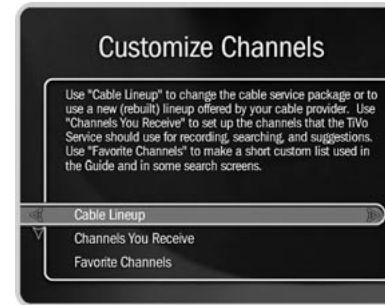 Customize Channels
Use "Cable Lineup" to change the cable service package or to
use a new (rebuilt) lineup offered by your cable provider. Use
"Channels You Receive" to set up the channels that the TiVo
Service should use for recording, searching, and suggestions.
Use "Favorite Channels" to make a short custom list used in
the Guide and in some search screens.
Cable Lineup
Channels You Receive
Favorite Channels